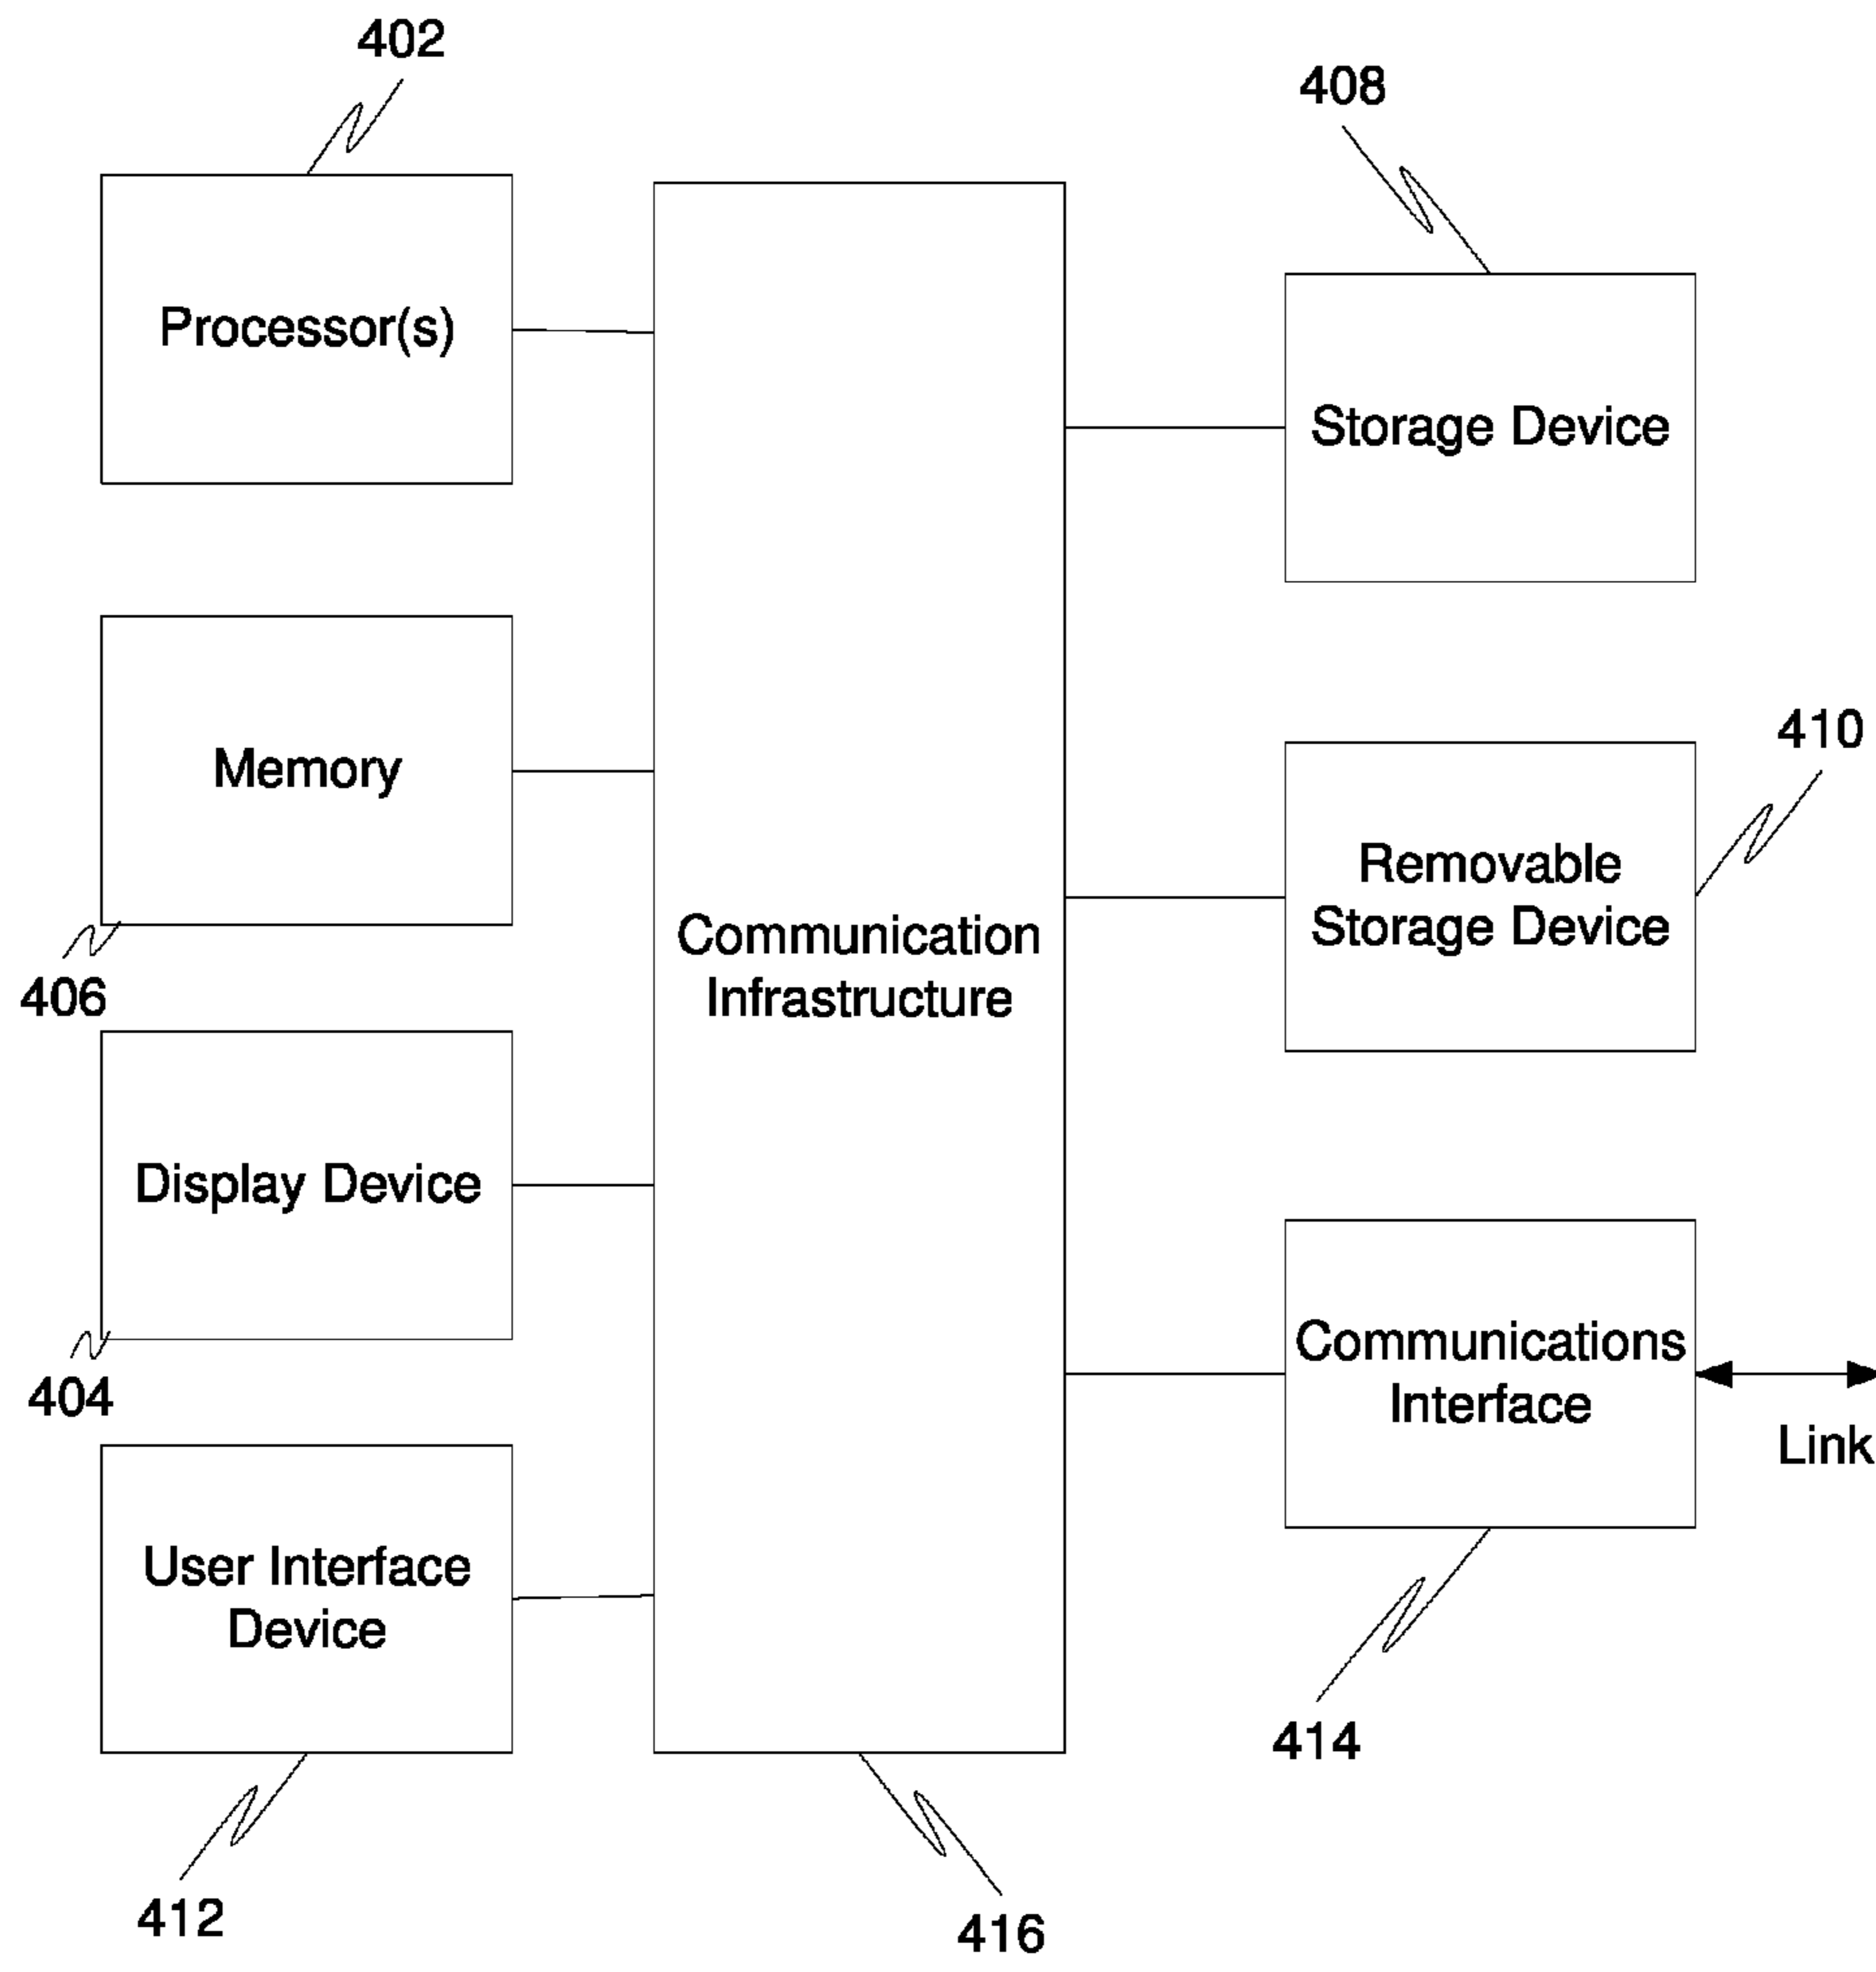 402
408
Processor(s)
Storage Device
410
Memory
Removable
Storage Device
406
Communication
Infrastructure
Display Device
404
Communications
Interface
Link
User Interface
Device
414
412
416